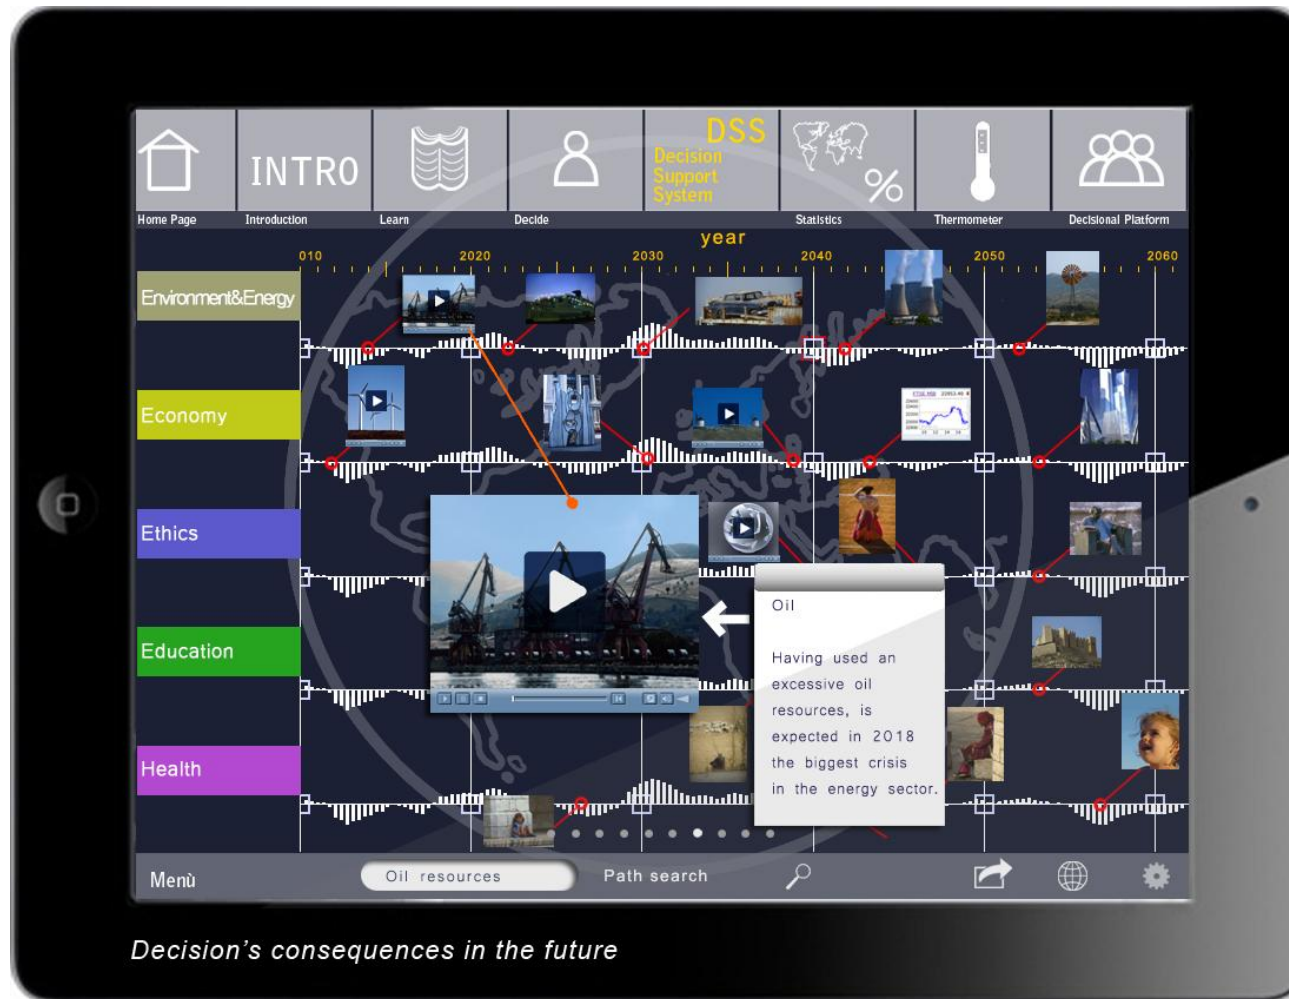 INTRO
DSS
Decision
Support
System
%
Home Page
Introduction
Learn
Decide
Statistics
Thermometer
Decisional Platform
year
010
2020
2030
2040
2050
2060
Environment&Energy
Economy
Ethics
Education
Health
Oil
Having used an
excessive oil
resources, is
expected in 2018
the biggest crisis
in the energy sector.
Menù
Oil resources
Path search
Decision’s consequences in the future